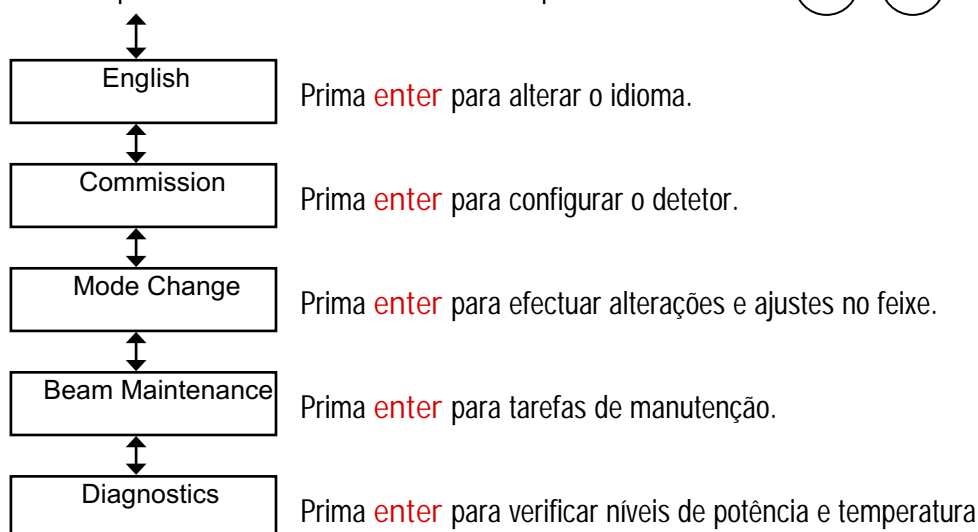 English
Prima enter para alterar o idioma.
Commission
Prima enter para configurar o detetor.
Mode Change
Prima enter para efectuar alterações e ajustes no feixe.
Beam Maintenance
Prima enter para tarefas de manutenção.
Diagnostics
Prima enter para verificar níveis de potência e temperatura